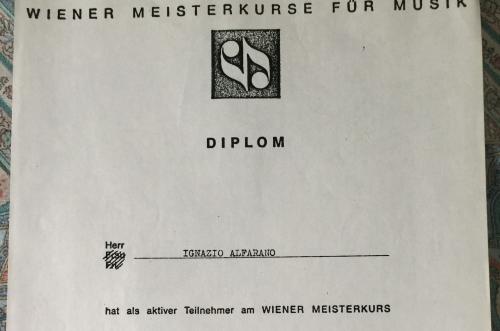 WIENER MEISTERKURSE FÜR MUSIK
DIPLOM
Herr
IGNAZIO ALFARANO
hat als aktiver Teilnehmer am WIENER MEISTERKURS